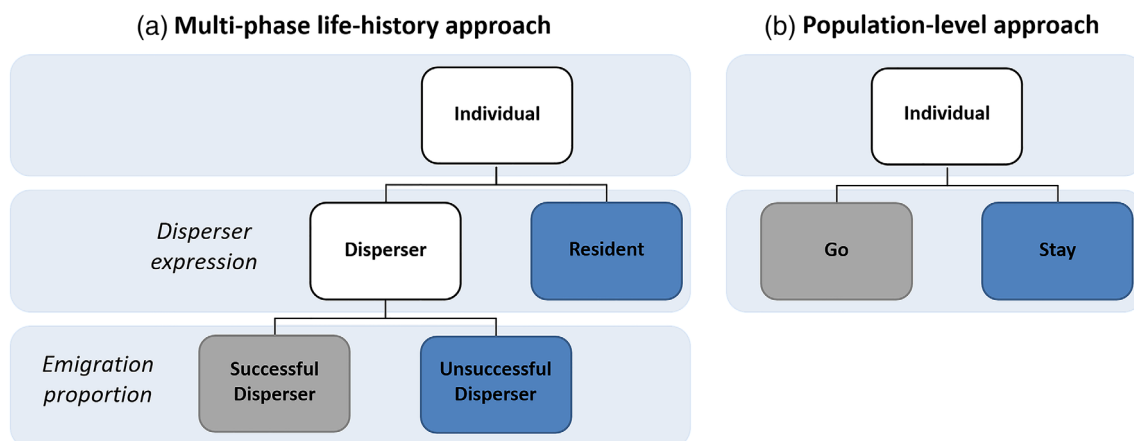 (a) Multi-phase life-history approach
Individual
Disperser
expression
Disperser
Resident
Emigration
proportion
Successful
Disperser
Unsuccessful
Disperser
(b) Population-level approach
Individual
Go
Stay